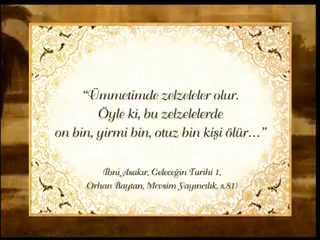 “Ümmetimde zelzeleler olur.
Öyle ki, bu zelzelelerde
on bin, yirmi bin, otuz bin kişi ölür…”
(İbni Asakır, Geleceğin Tarihi 1,
Orhan Baytan, Mevsim Yayıncılık, s.81)